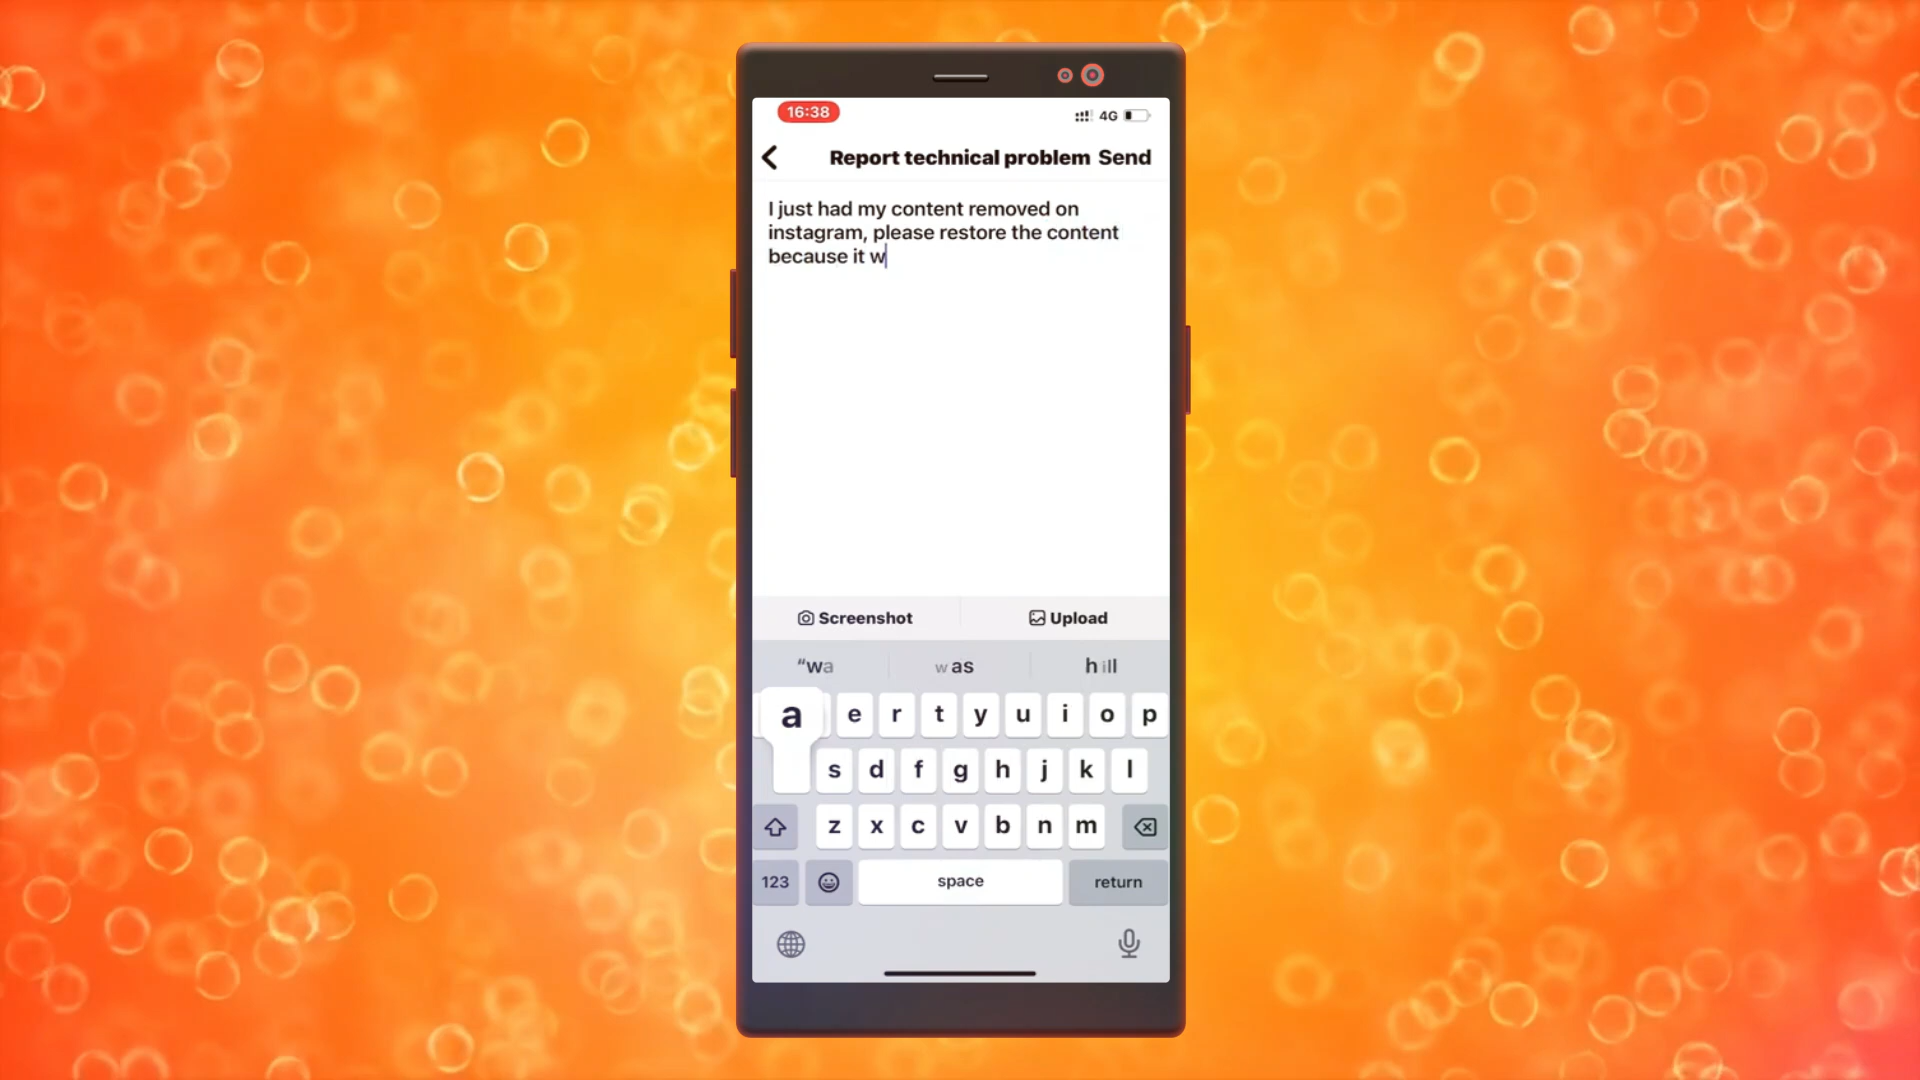 16:38 4G
Report technical problem Send
I just had my content removed on
instagram, please restore the content
because it w
Screenshot Upload
“wa was hill
a e r t y u i o p
s d f g h j k l
z x c v b n m
123 space return